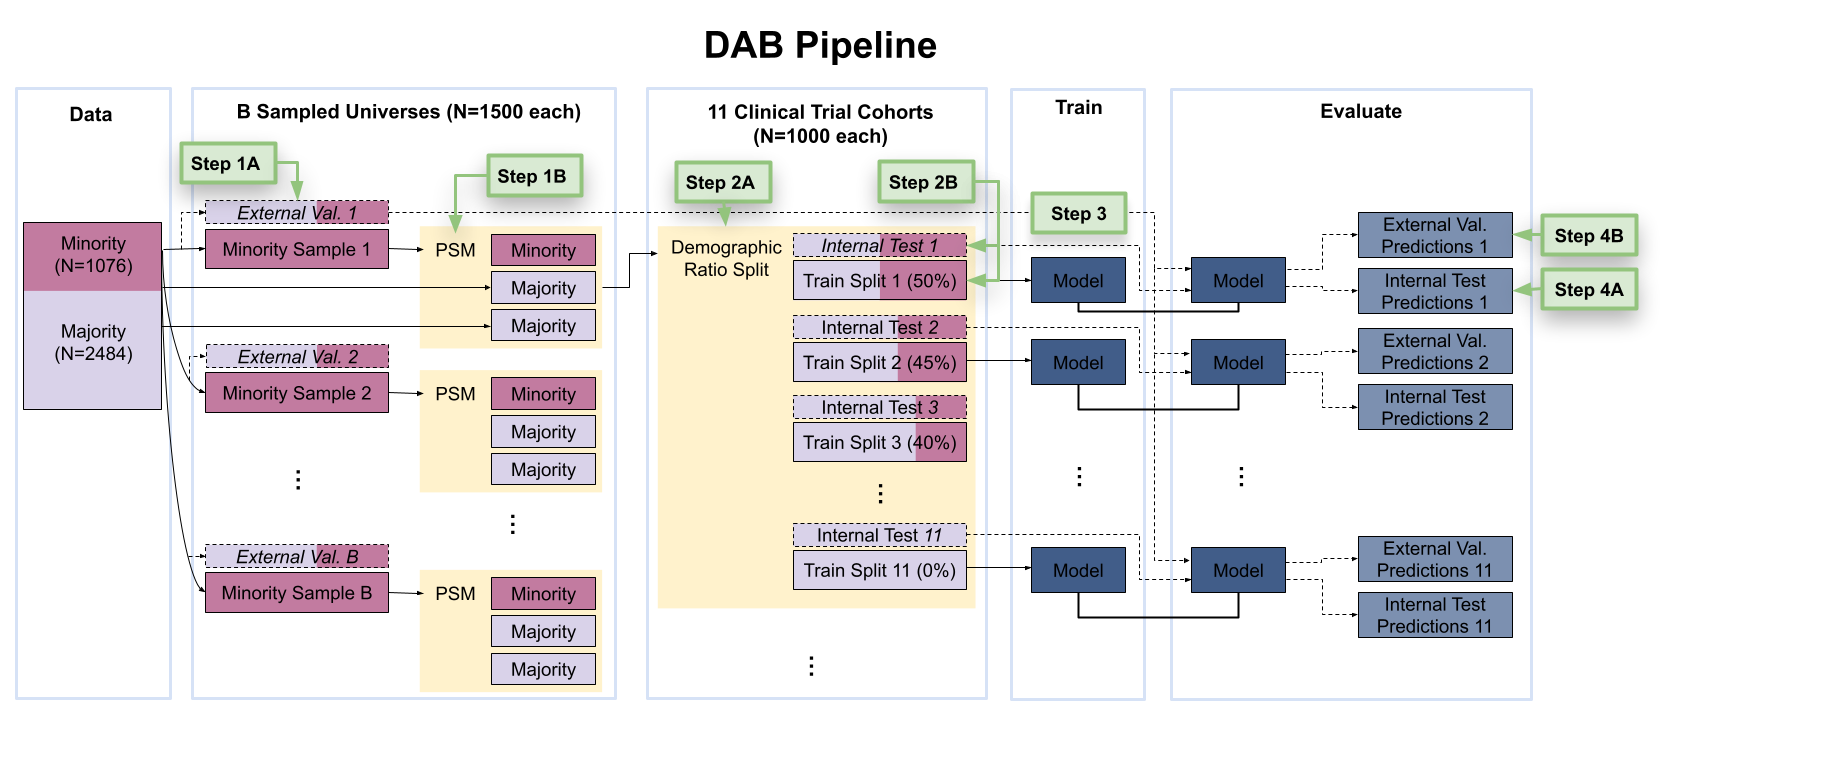 DAB Pipeline
Data
Minority
(N=1076)
Majority
(N=2484)
B Sampled Universes (N=1500 each)
Step 1A
Step 1B
External Val. 1
Minority Sample 1
PSM
Minority
Majority
Majority
External Val. 2
Minority Sample 2
PSM
Minority
Majority
Majority
⋮
⋮
External Val. B
Minority Sample B
PSM
Minority
Majority
Majority
11 Clinical Trial Cohorts
(N=1000 each)
Step 2A
Step 2B
Demographic
Ratio Split
Internal Test 1
Train Split 1 (50%)
Internal Test 2
Train Split 2 (45%)
Internal Test 3
Train Split 3 (40%)
⋮
Internal Test 11
Train Split 11 (0%)
⋮
Train
Step 3
Model
Model
⋮
Model
Evaluate
Model
Model
⋮
Model
External Val.
Predictions 1
Internal Test
Predictions 1
External Val.
Predictions 2
Internal Test
Predictions 2
External Val.
Predictions 11
Internal Test
Predictions 11
Step 4B
Step 4A